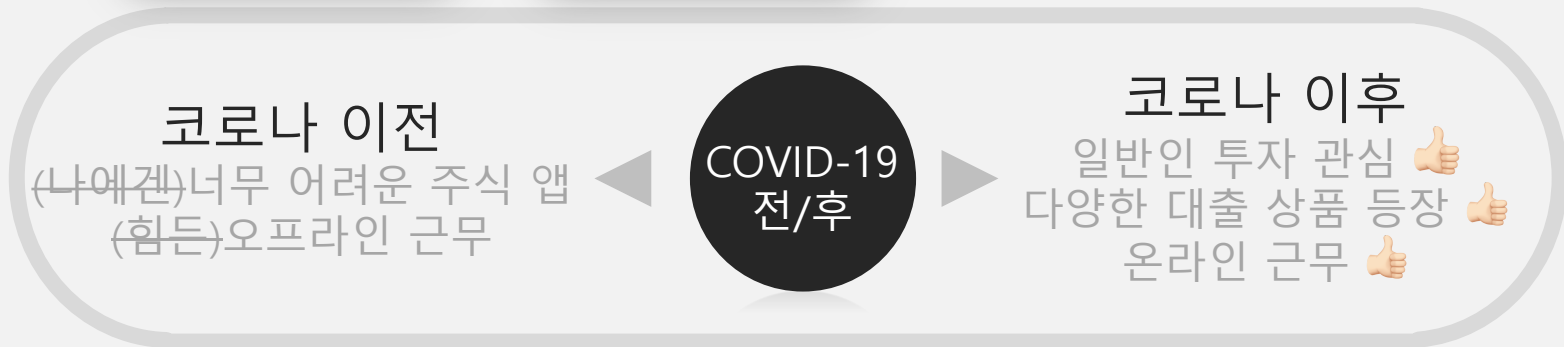 코로나 이전
(나에겐)너무 어려운 주식 앱
(힘든)오프라인 근무
COVID-19
전/후
코로나 이후
일반인 투자 관심 👍🏻
다양한 대출 상품 등장 👍🏻
온라인 근무 👍🏻